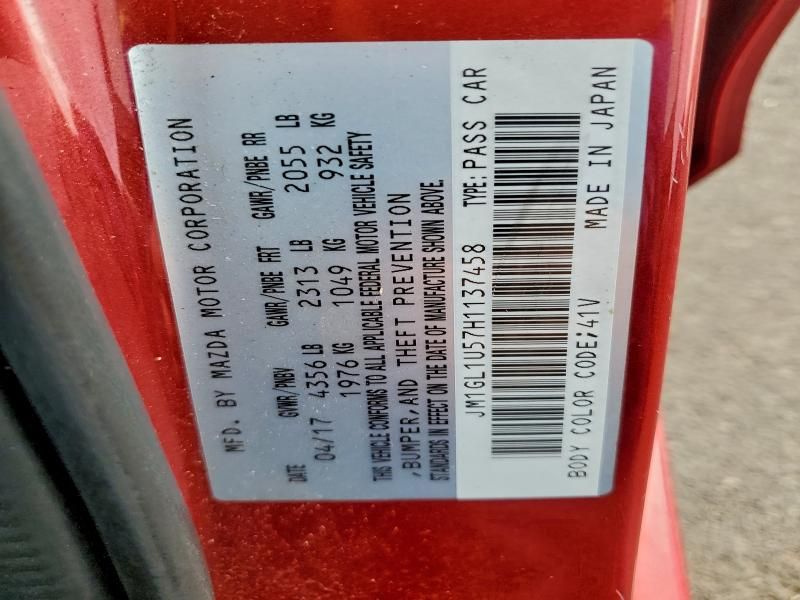 MFD. BY MAZDA MOTOR CORPORATION
DATE GVWR/PNBV GAWR/PNBE FRT GAWR/PNBE RR
04/17 4356 LB 2313 LB 2055 LB
1976 KG 1049 KG 932 KG
THIS VEHICLE CONFORMS TO ALL APPLICABLE FEDERAL MOTOR VEHICLE SAFETY
,BUMPER,AND THEFT PREVENTION
STANDARDS IN EFFECT ON THE DATE OF MANUFACTURE SHOWN ABOVE.
JM1GL1U57H1137458 TYPE:PASS CAR
BODY COLOR CODE:41V MADE IN JAPAN